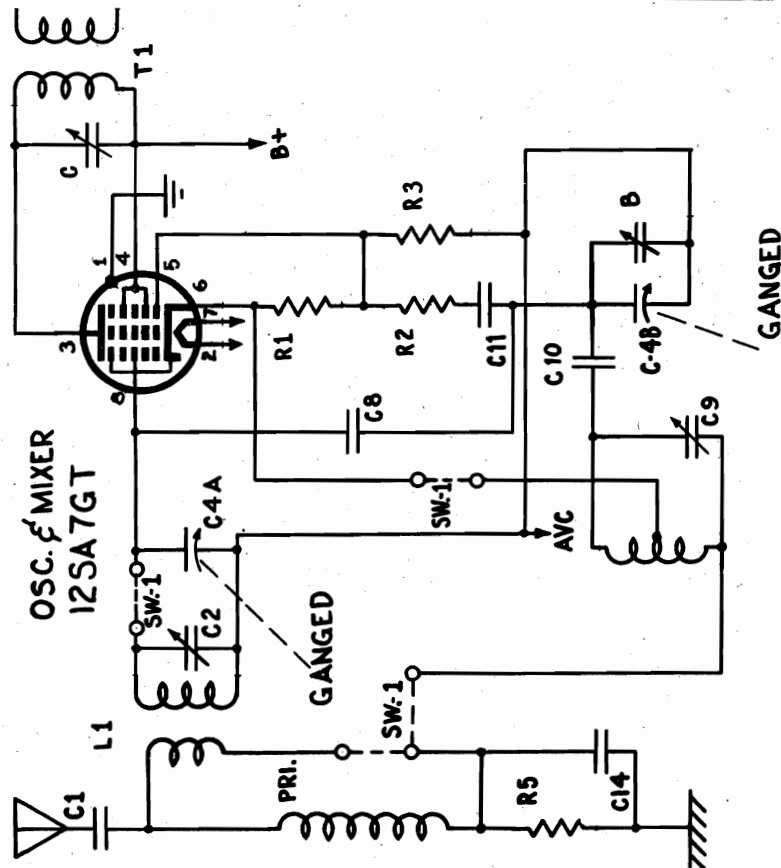 T1
C
B+
1
4
5
6
7
2
3
8
R3
R1
R2
C11
C8
B
C-4B
GANGED
C10
C9
OSC. & MIXER
12SA7GT
SW.-1
C4A
SW.-1
C2
AVC
GANGED
L1
SW.-1
C1
PRI.
R5
C14